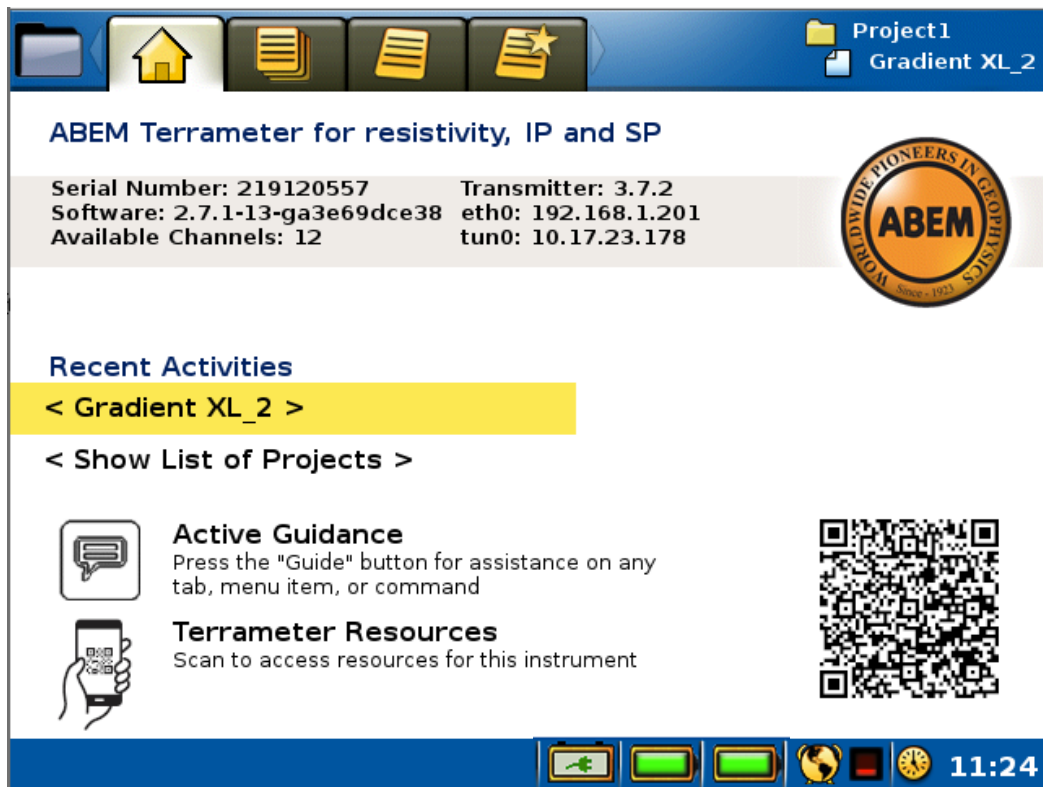 Project1
Gradient XL_2
ABEM Terrameter for resistivity, IP and SP
Serial Number: 219120557
Transmitter: 3.7.2
Software: 2.7.1-13-ga3e69dce38
eth0: 192.168.1.201
Available Channels: 12
tun0: 10.17.23.178
WORLDWIDE PIONEERS IN GEOPHYSICS
ABEM
Since - 1923
Recent Activities
< Gradient XL_2 >
< Show List of Projects >
Active Guidance
Press the "Guide" button for assistance on any
tab, menu item, or command
Terrameter Resources
Scan to access resources for this instrument
11:24